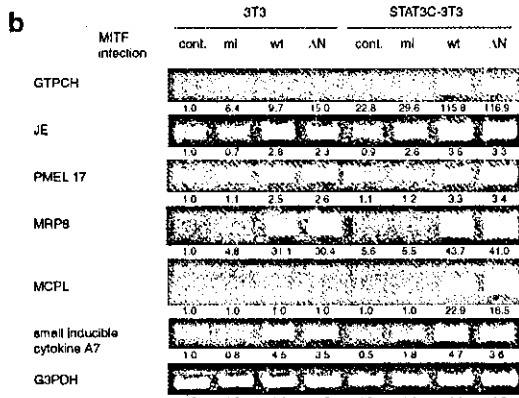 b
3T3 STAT3C-3T3
MITF infection cont. mi wt ΔN cont. mi wt ΔN
GTPCH
1.0 6.4 9.7 15.0 22.8 29.6 115.8 116.9
JE
1.0 0.7 2.8 2.3 0.9 2.6 3.6 3.3
PMEL 17
1.0 1.1 2.5 2.6 1.1 1.2 3.3 3.4
MRP8
1.0 4.8 31.1 30.4 5.6 5.5 43.7 41.0
MCPL
1.0 1.0 1.0 1.0 1.0 1.0 22.9 16.5
small inducible
cytokine A7
1.0 0.8 4.5 3.5 0.5 1.8 4.7 3.6
G3PDH